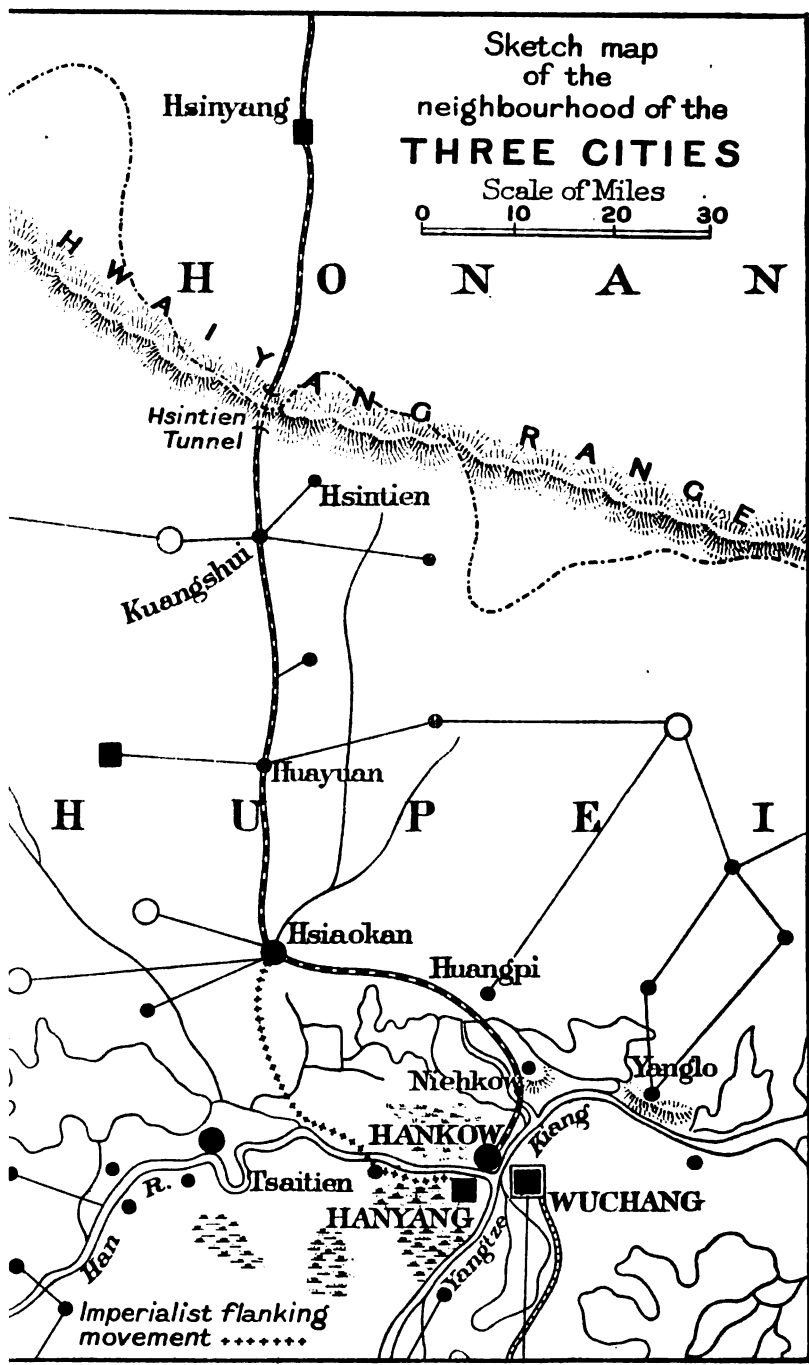 Sketch map
of the
neighbourhood of the
THREE CITIES
Scale of Miles
0 10 20 30
Hsinyang
HONAN
HWAIYANG RANGE
Hsintien
Tunnel
Hsintien
Kuangshui
Huayuan
HUPEI
Hsiaokan
Huangpi
Niehkow
Yanglo
HANKOW
Kiang
R.
Tsaitien
HANYANG
WUCHANG
Han
Yangtze
Imperialist flanking
movement